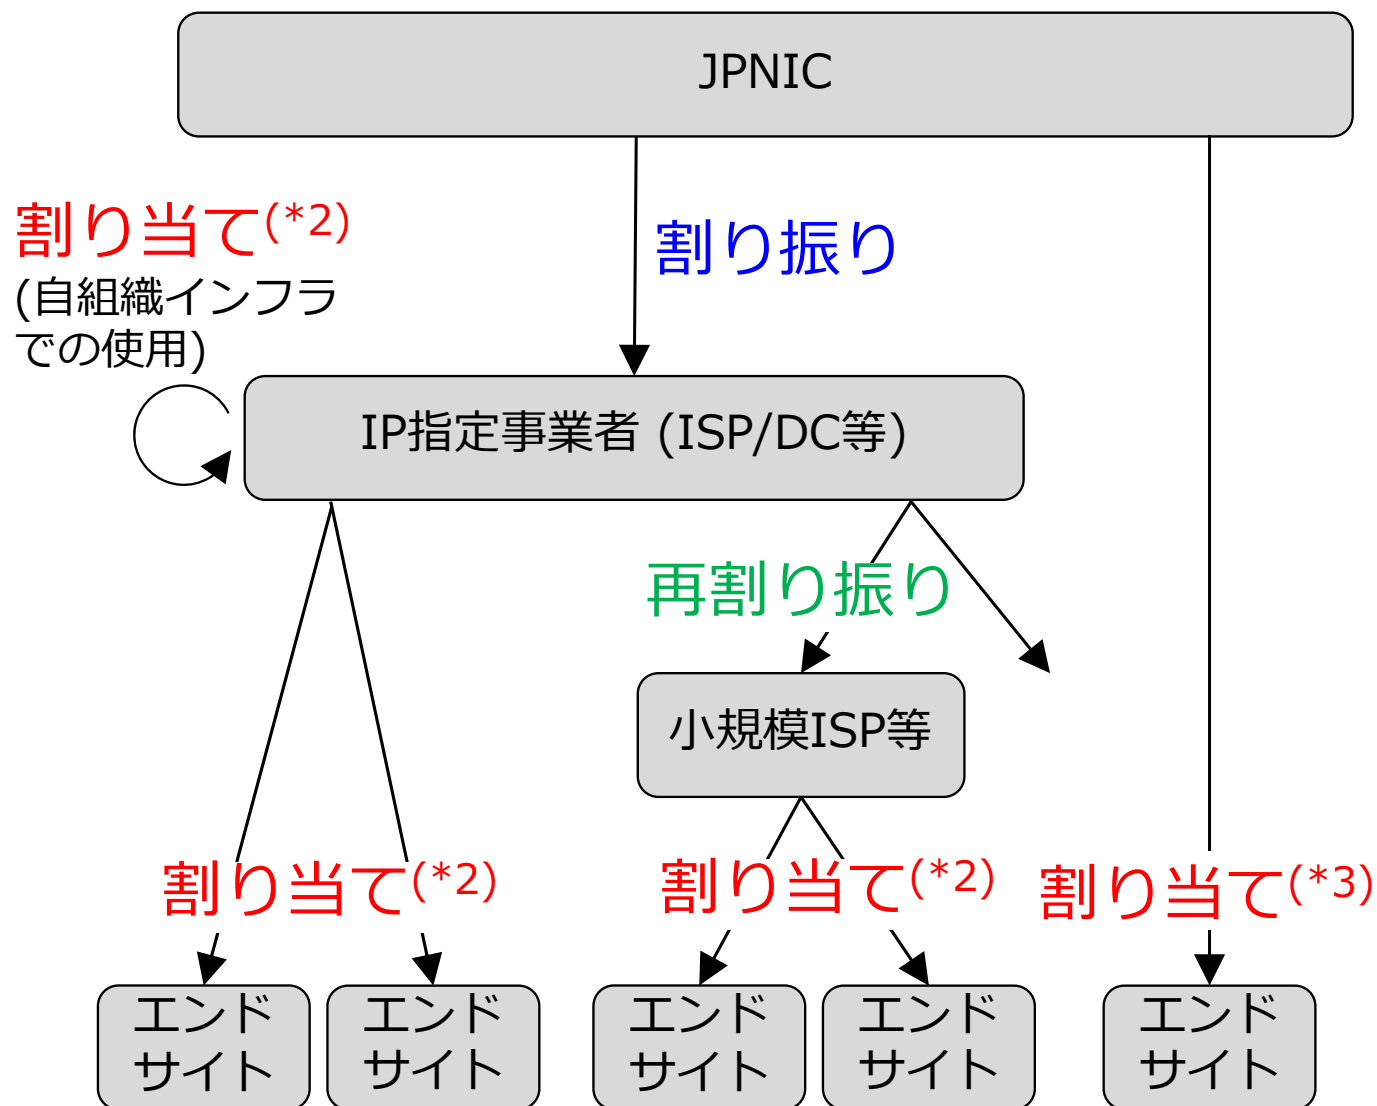 JPNIC
割り当て(*2)
(自組織インフラ
での使用)
割り振り
IP指定事業者 (ISP/DC等)
再割り振り
小規模ISP等
割り当て(*2)
割り当て(*2)
割り当て(*3)
エンド
サイト
エンド
サイト
エンド
サイト
エンド
サイト
エンド
サイト